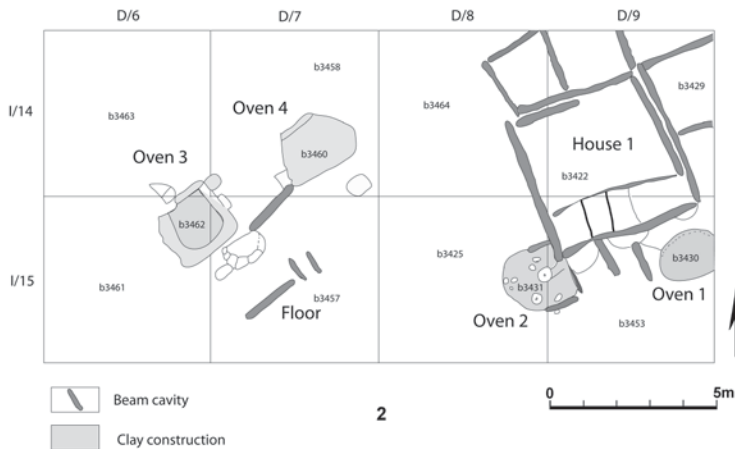 D/6 D/7 D/8 D/9
I/14
b3458
b3463
Oven 4
b3464
b3429
House 1
b3460
Oven 3
b3422
b3462
b3425
b3430
I/15
b3461
b3431
b3457
Oven 1
Floor
Oven 2
b3453
Beam cavity
2
0 5m
Clay construction